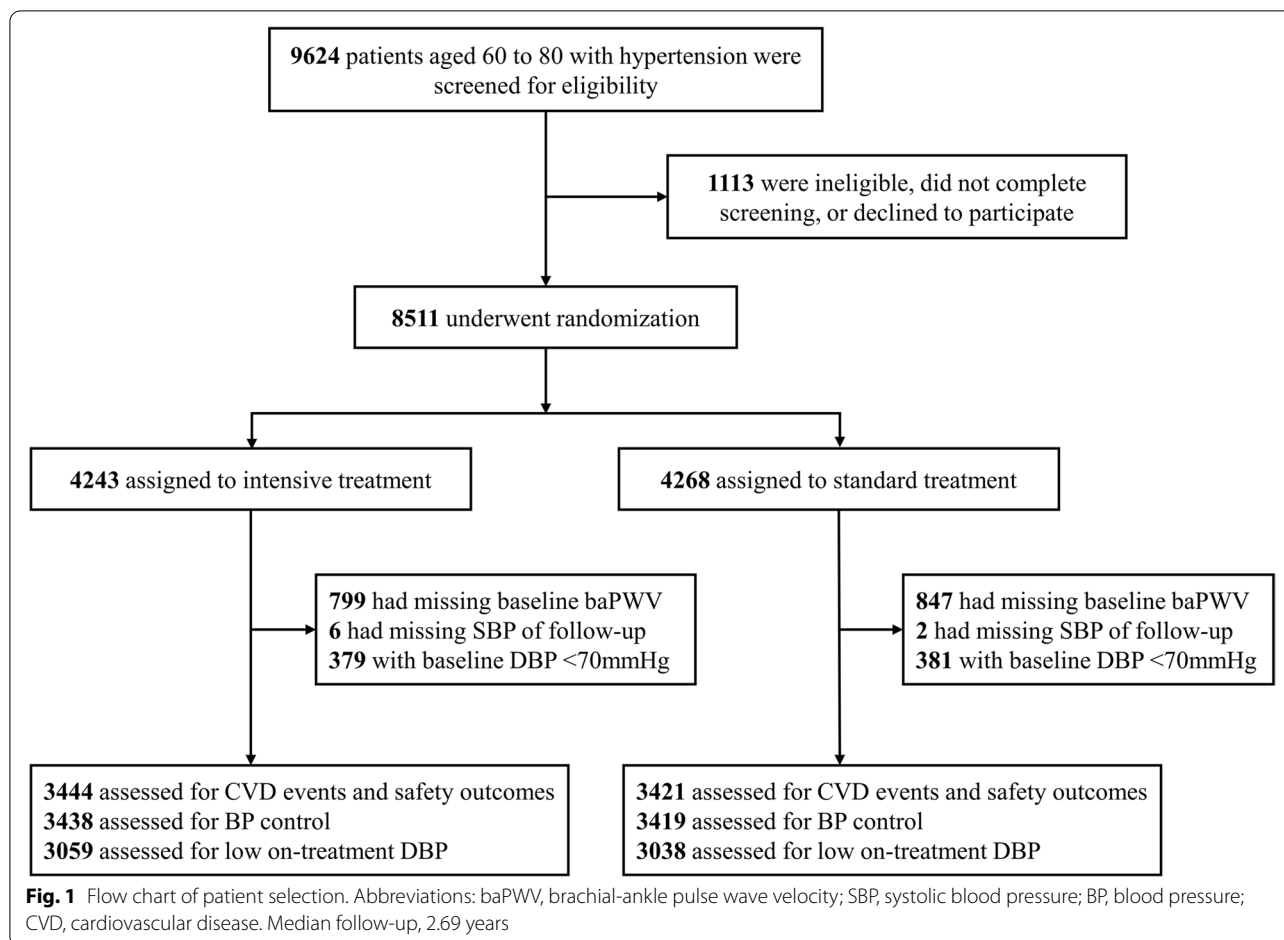 9624 patients aged 60 to 80 with hypertension were
screened for eligibility
1113 were ineligible, did not complete
screening, or declined to participate
8511 underwent randomization
4243 assigned to intensive treatment
4268 assigned to standard treatment
799 had missing baseline baPWV
6 had missing SBP of follow-up
379 with baseline DBP <70mmHg
847 had missing baseline baPWV
2 had missing SBP of follow-up
381 with baseline DBP <70mmHg
3444 assessed for CVD events and safety outcomes
3438 assessed for BP control
3059 assessed for low on-treatment DBP
3421 assessed for CVD events and safety outcomes
3419 assessed for BP control
3038 assessed for low on-treatment DBP
Fig. 1 Flow chart of patient selection. Abbreviations: baPWV, brachial-ankle pulse wave velocity; SBP, systolic blood pressure; BP, blood pressure;
CVD, cardiovascular disease. Median follow-up, 2.69 years